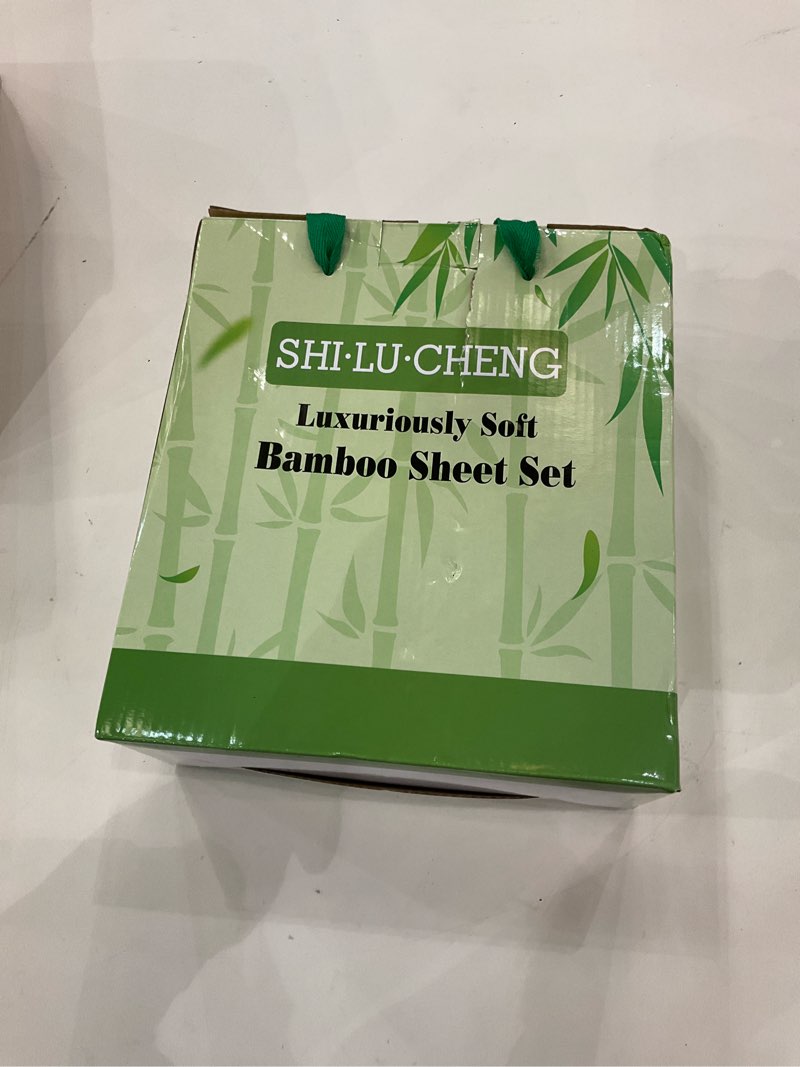 SHI·LU·CHENG
Luxuriously Soft
Bamboo Sheet Set